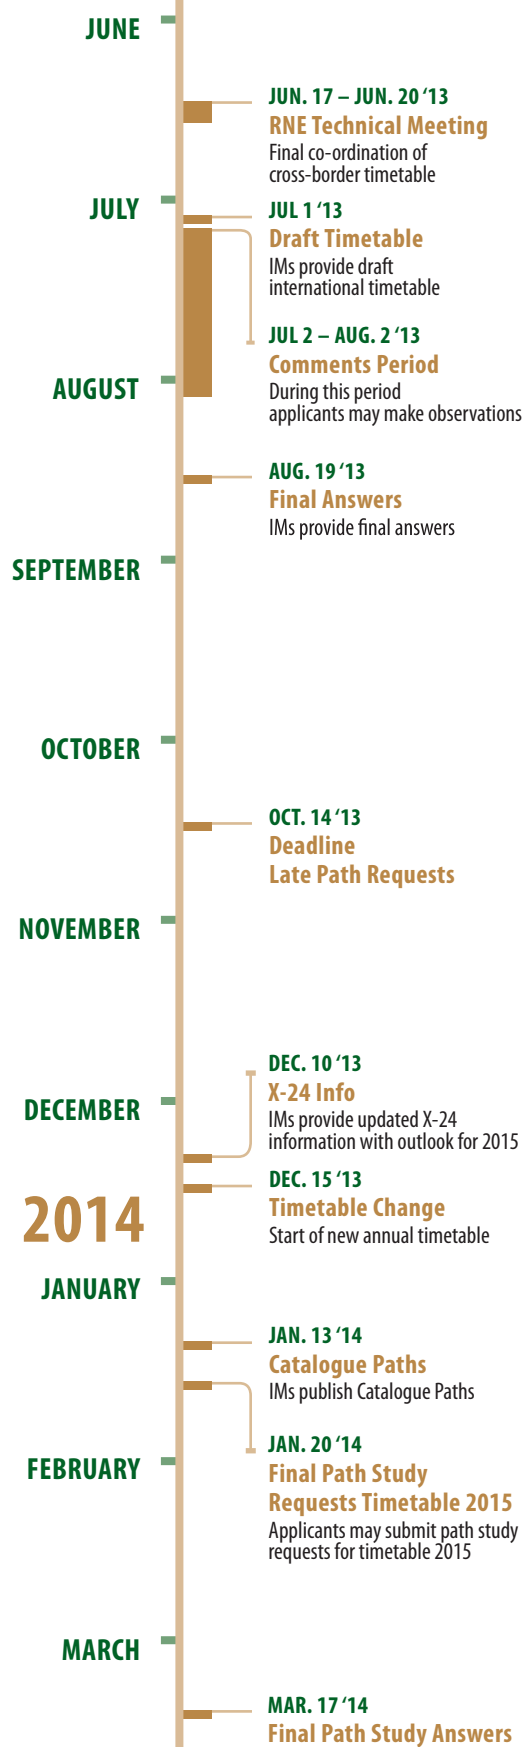 JUNE
JUN. 17 – JUN. 20 ‘13
RNE Technical Meeting
Final co-ordination of
cross-border timetable
JULY
JUL 1 ‘13
Draft Timetable
IMs provide draft
international timetable
JUL 2 – AUG. 2 ‘13
Comments Period
During this period
applicants may make observations
AUGUST
AUG. 19 ‘13
Final Answers
IMs provide final answers
SEPTEMBER
OCTOBER
OCT. 14 ‘13
Deadline
Late Path Requests
NOVEMBER
DEC. 10 ‘13
X-24 Info
IMs provide updated X-24
information with outlook for 2015
DECEMBER
DEC. 15 ‘13
Timetable Change
Start of new annual timetable
2014
JANUARY
JAN. 13 ‘14
Catalogue Paths
IMs publish Catalogue Paths
JAN. 20 ‘14
Final Path Study
Requests Timetable 2015
Applicants may submit path study
requests for timetable 2015
FEBRUARY
MARCH
MAR. 17 ‘14
Final Path Study Answers